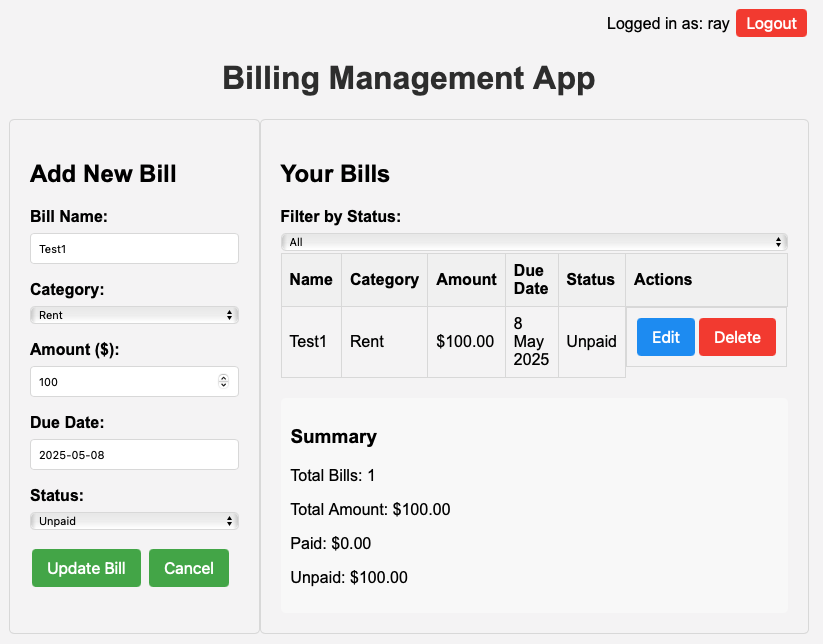 Logged in as: ray Logout
Billing Management App
Add New Bill
Bill Name:
Test1
Category:
Rent
Amount ($):
100
Due Date:
2025-05-08
Status:
Unpaid
Update Bill Cancel
Your Bills
Filter by Status:
All
Name Category Amount Due Date Status Actions
Test1 Rent $100.00 8 May 2025 Unpaid Edit Delete
Summary
Total Bills: 1
Total Amount: $100.00
Paid: $0.00
Unpaid: $100.00